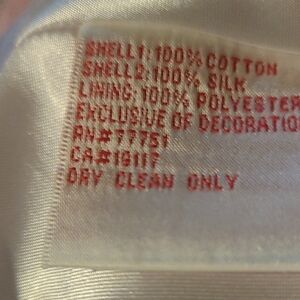 SHELL1:100% COTTON
SHELL2:100% SILK
LINING:100% POLYESTER
EXCLUSIVE OF DECORATIO
RN#77751
CA#19117
DRY CLEAN ONLY